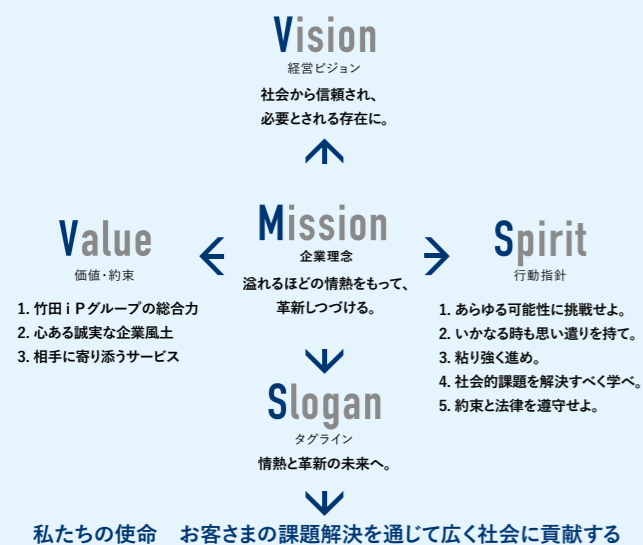 Vision
経営ビジョン
社会から信頼され、
必要とされる存在に。
Value
価値・約束
1. 竹田ｉＰグループの総合力
2. 心ある誠実な企業風土
3. 相手に寄り添うサービス
Mission
企業理念
溢れるほどの情熱をもって、
革新しつづける。
Spirit
行動指針
1. あらゆる可能性に挑戦せよ。
2. いかなる時も思い遣りを持て。
3. 粘り強く進め。
4. 社会的課題を解決すべく学べ。
5. 約束と法律を遵守せよ。
Slogan
タグライン
情熱と革新の未来へ。
私たちの使命　お客さまの課題解決を通じて広く社会に貢献する